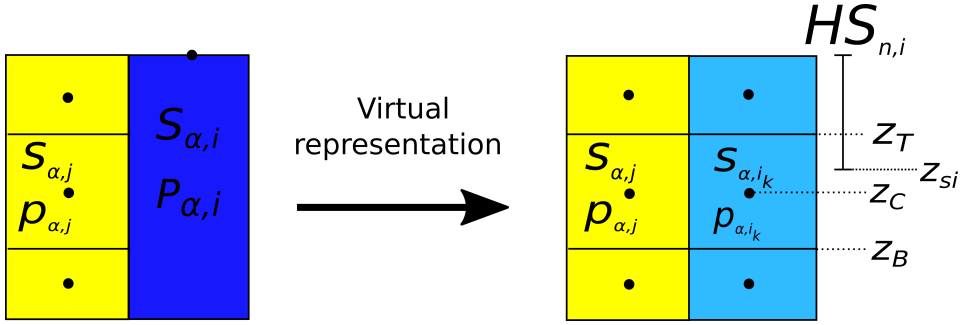 HS_{n,i}
S_{α,i}
P_{α,i}
s_{α,j}
p_{α,j}
Virtual
representation
s_{α,j}
p_{α,j}
s_{α,i_k}
p_{α,i_k}
z_T
z_{si}
z_C
z_B